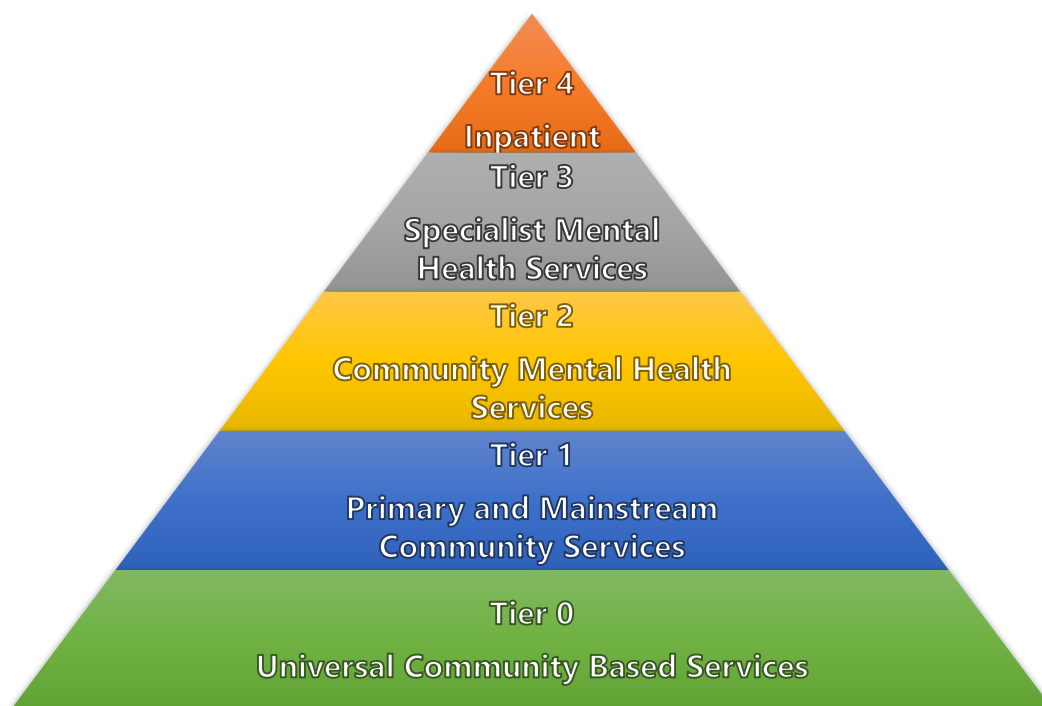 Tier 4
Inpatient
Tier 3
Specialist Mental
Health Services
Tier 2
Community Mental Health
Services
Tier 1
Primary and Mainstream
Community Services
Tier 0
Universal Community Based Services